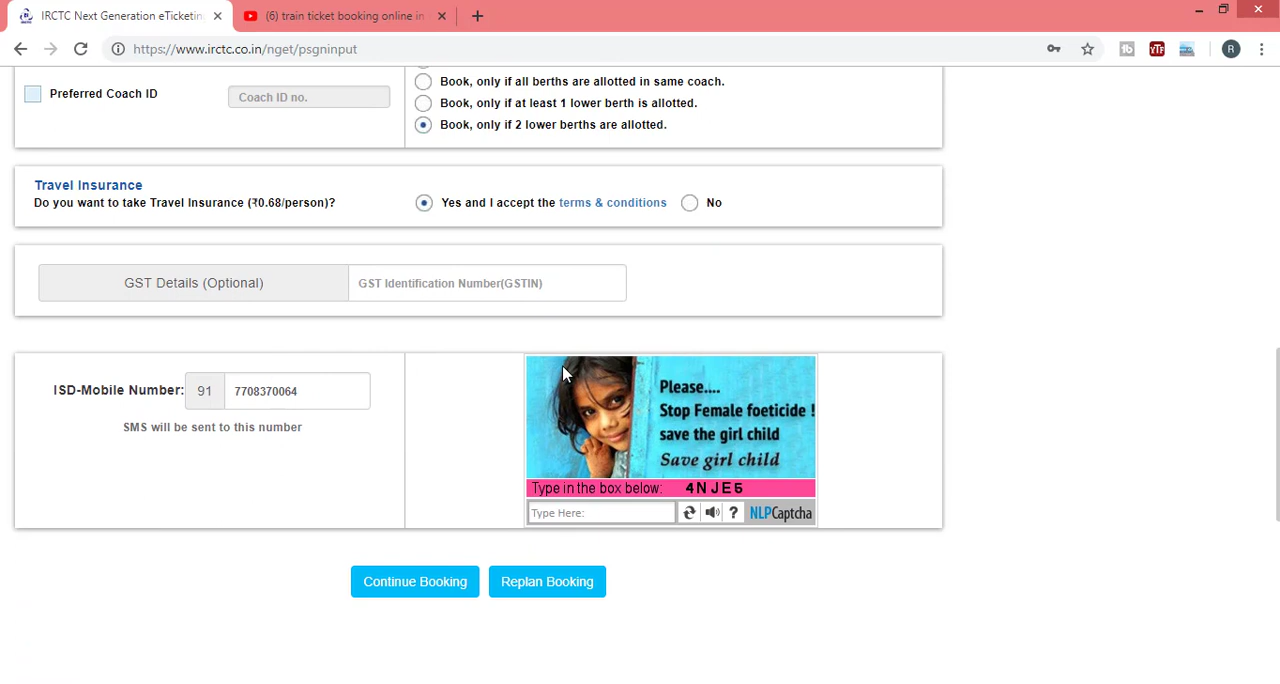 IRCTC Next Generation eTicketin
(6) train ticket booking online in
https://www.irctc.co.in/nget/psgninput
R
Preferred Coach ID
Coach ID no.
Book, only if all berths are allotted in same coach.
Book, only if at least 1 lower berth is allotted.
Book, only if 2 lower berths are allotted.
Travel Insurance
Do you want to take Travel Insurance (₹0.68/person)?
Yes and I accept the terms & conditions
No
GST Details (Optional)
GST Identification Number(GSTIN)
ISD-Mobile Number:
91
7708370064
SMS will be sent to this number
Please....
Stop Female foeticide !
save the girl child
Save girl child
Type in the box below: 4NJE5
Type Here:
?
NLPCaptcha
Continue Booking
Replan Booking